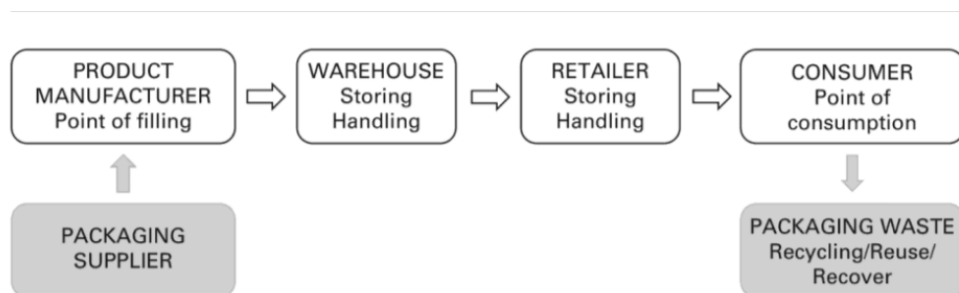 PRODUCT
MANUFACTURER
Point of filling
WAREHOUSE
Storing
Handling
RETAILER
Storing
Handling
CONSUMER
Point of
consumption
PACKAGING
SUPPLIER
PACKAGING WASTE
Recycling/Reuse/
Recover